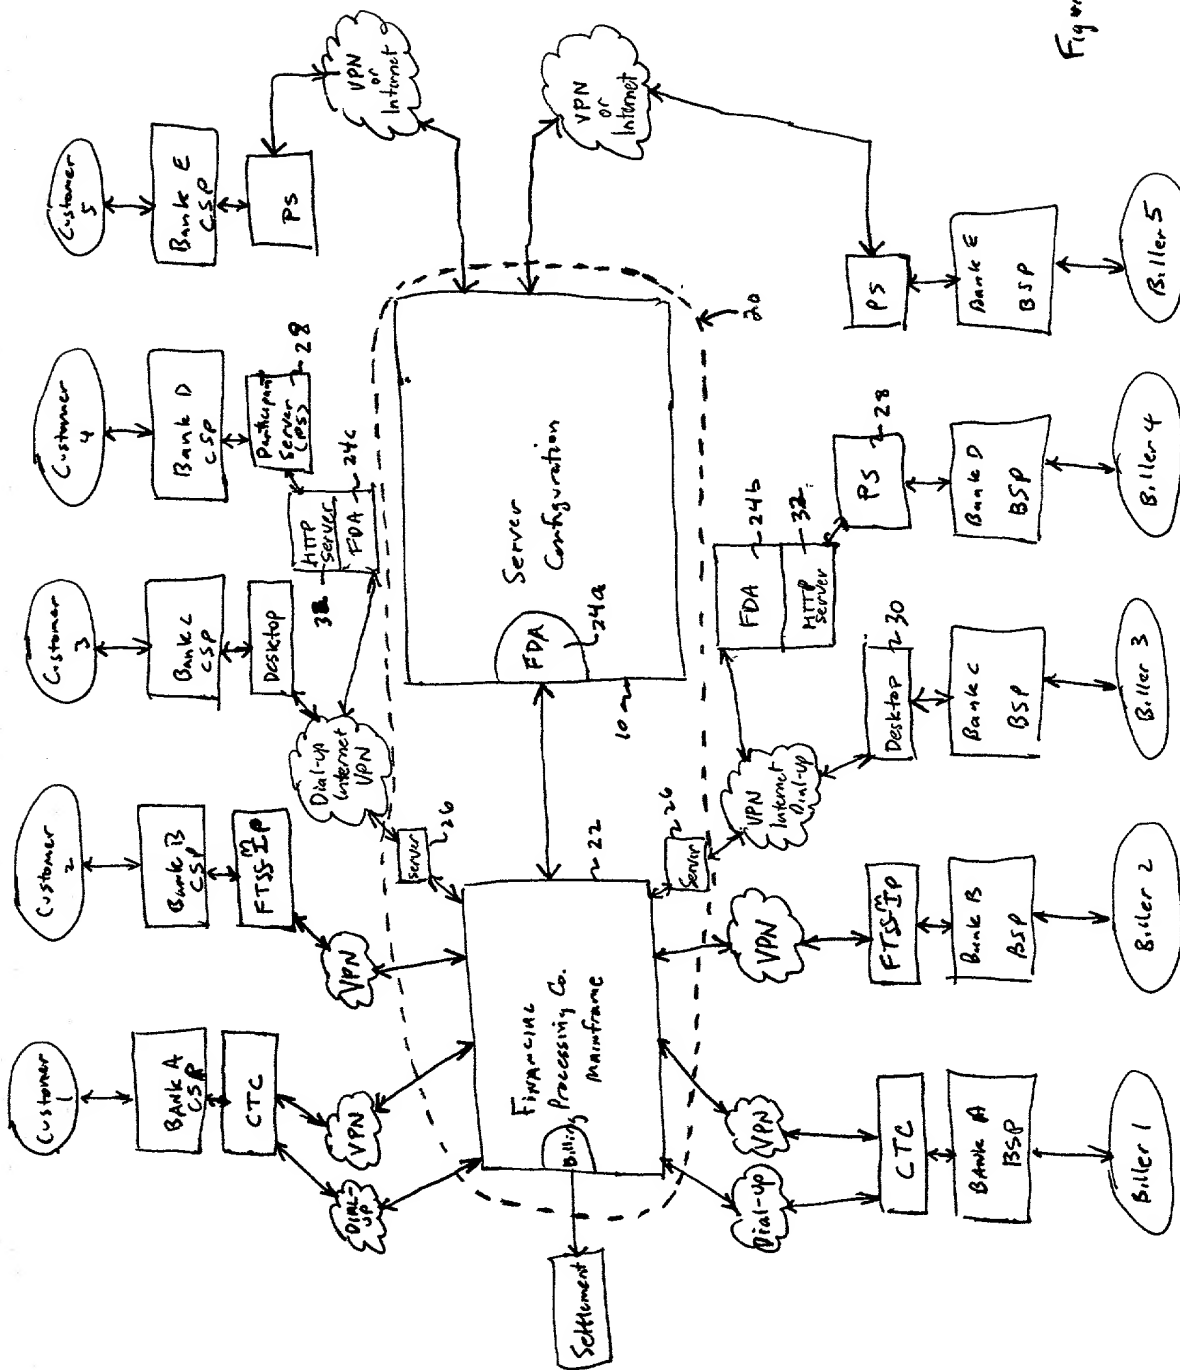 Customer
1
BANK A
CSP
CTC
DIAL-
UP
VPN
Customer
2
Bank B
CSP
FTSSM IP
VPN
Customer
3
Bank C
CSP
Desktop
Dial-up
Internet
VPN
Server
26
Customer
4
Bank D
CSP
Participant
Server
(PS)
28
HTTP
server
FDA
32
24c
Customer
5
Bank E
CSP
PS
VPN
or
Internet
Settlement
Billing
Financial
Processing Co.
Mainframe
22
FDA
24a
Server
Configuration
10
20
VPN
or
Internet
Dial-up
VPN
CTC
BANK A
BSP
Biller 1
VPN
FTSSM IP
Bank B
BSP
Biller 2
Server
26
VPN
Internet
Dial-up
Desktop
30
Bank C
BSP
Biller 3
FDA
HTTP
server
24b
32
PS
28
Bank D
BSP
Biller 4
PS
Bank E
BSP
Biller 5